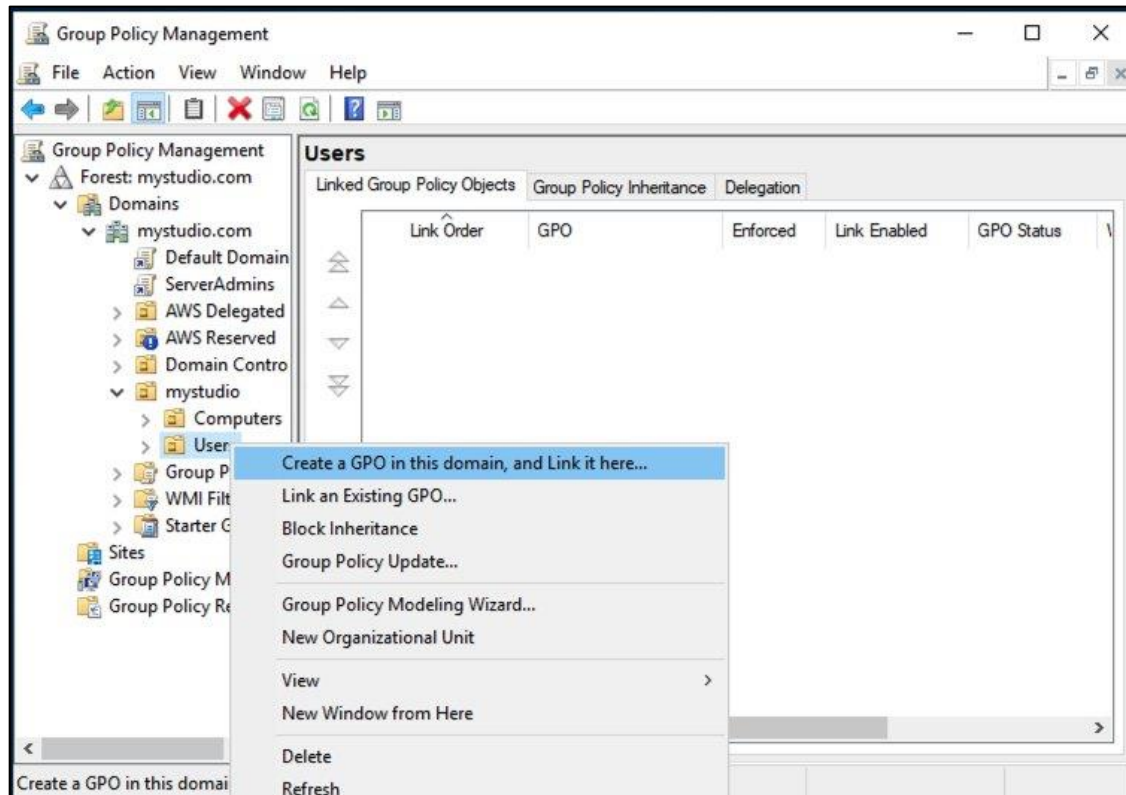 Group Policy Management
File Action View Window Help
Group Policy Management
Forest: mystudio.com
Domains
mystudio.com
Default Domain
ServerAdmins
AWS Delegated
AWS Reserved
Domain Contro
mystudio
Computers
User
Group P
WMI Filt
Starter G
Sites
Group Policy M
Group Policy Re
Users
Linked Group Policy Objects Group Policy Inheritance Delegation
Link Order GPO Enforced Link Enabled GPO Status
Create a GPO in this domain, and Link it here...
Link an Existing GPO...
Block Inheritance
Group Policy Update...
Group Policy Modeling Wizard...
New Organizational Unit
View
New Window from Here
Delete
Refresh
Create a GPO in this domai